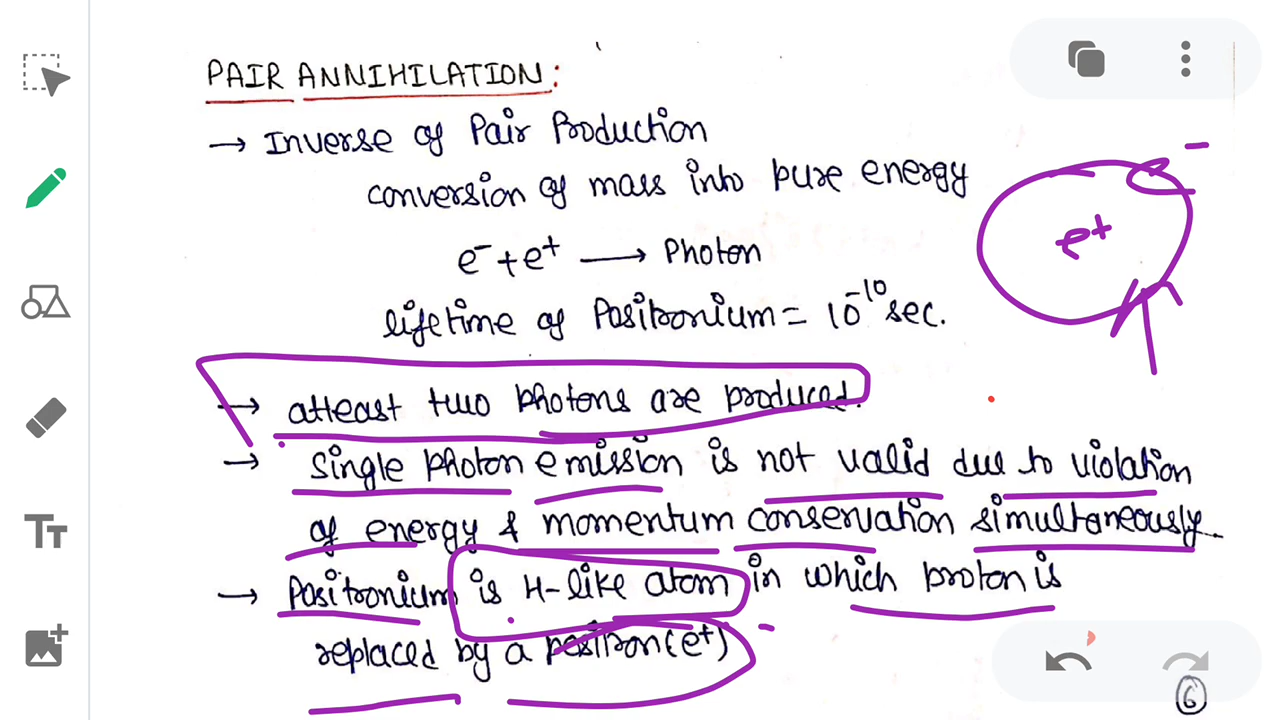 PAIR ANNIHILATION:
→ Inverse of Pair Production
conversion of mass into pure energy
e⁻ + e⁺ → Photon
lifetime of Positronium = 10⁻¹⁰ sec.
→ atleast two photons are produced.
→ Single photon emission is not valid due to violation
of energy & momentum conservation simultaneously
→ Positronium is H-like atom in which proton is
replaced by a positron (e⁺)
e⁺
-
TT
6